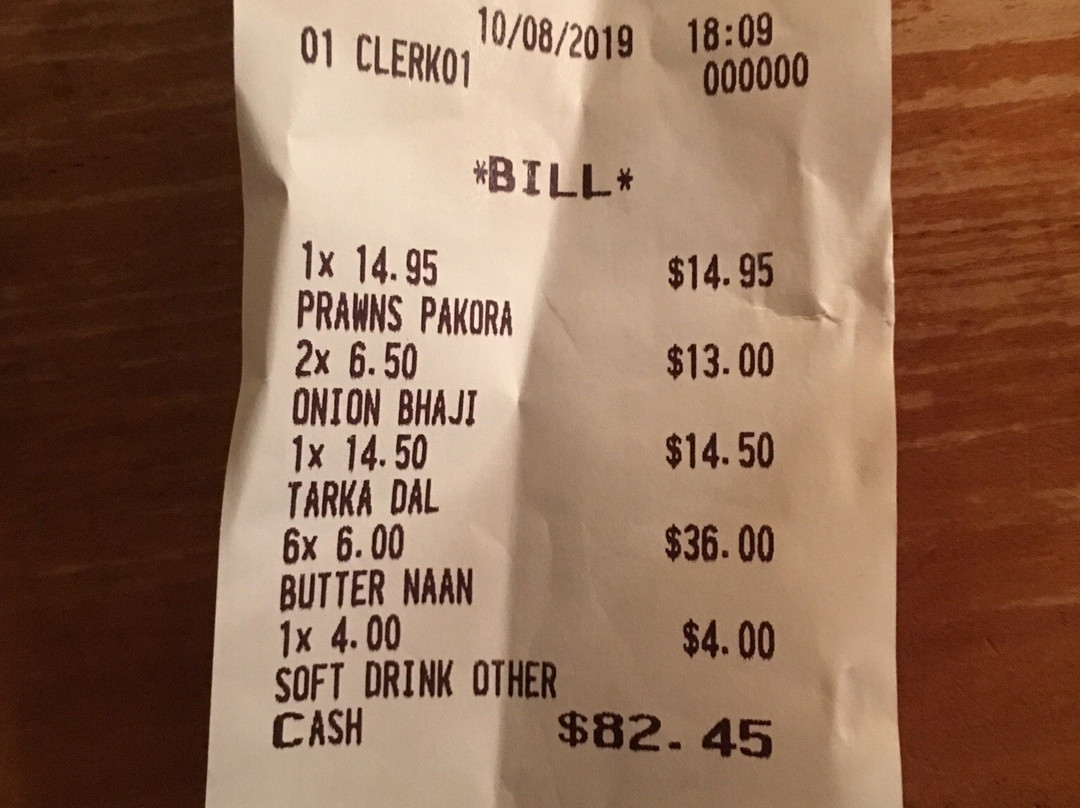 10/08/2019 18:09
01 CLERK01 000000
*BILL*
1x 14.95 $14.95
PRAWNS PAKORA
2x 6.50 $13.00
ONION BHAJI
1x 14.50 $14.50
TARKA DAL
6x 6.00 $36.00
BUTTER NAAN
1x 4.00 $4.00
SOFT DRINK OTHER
CASH $82.45